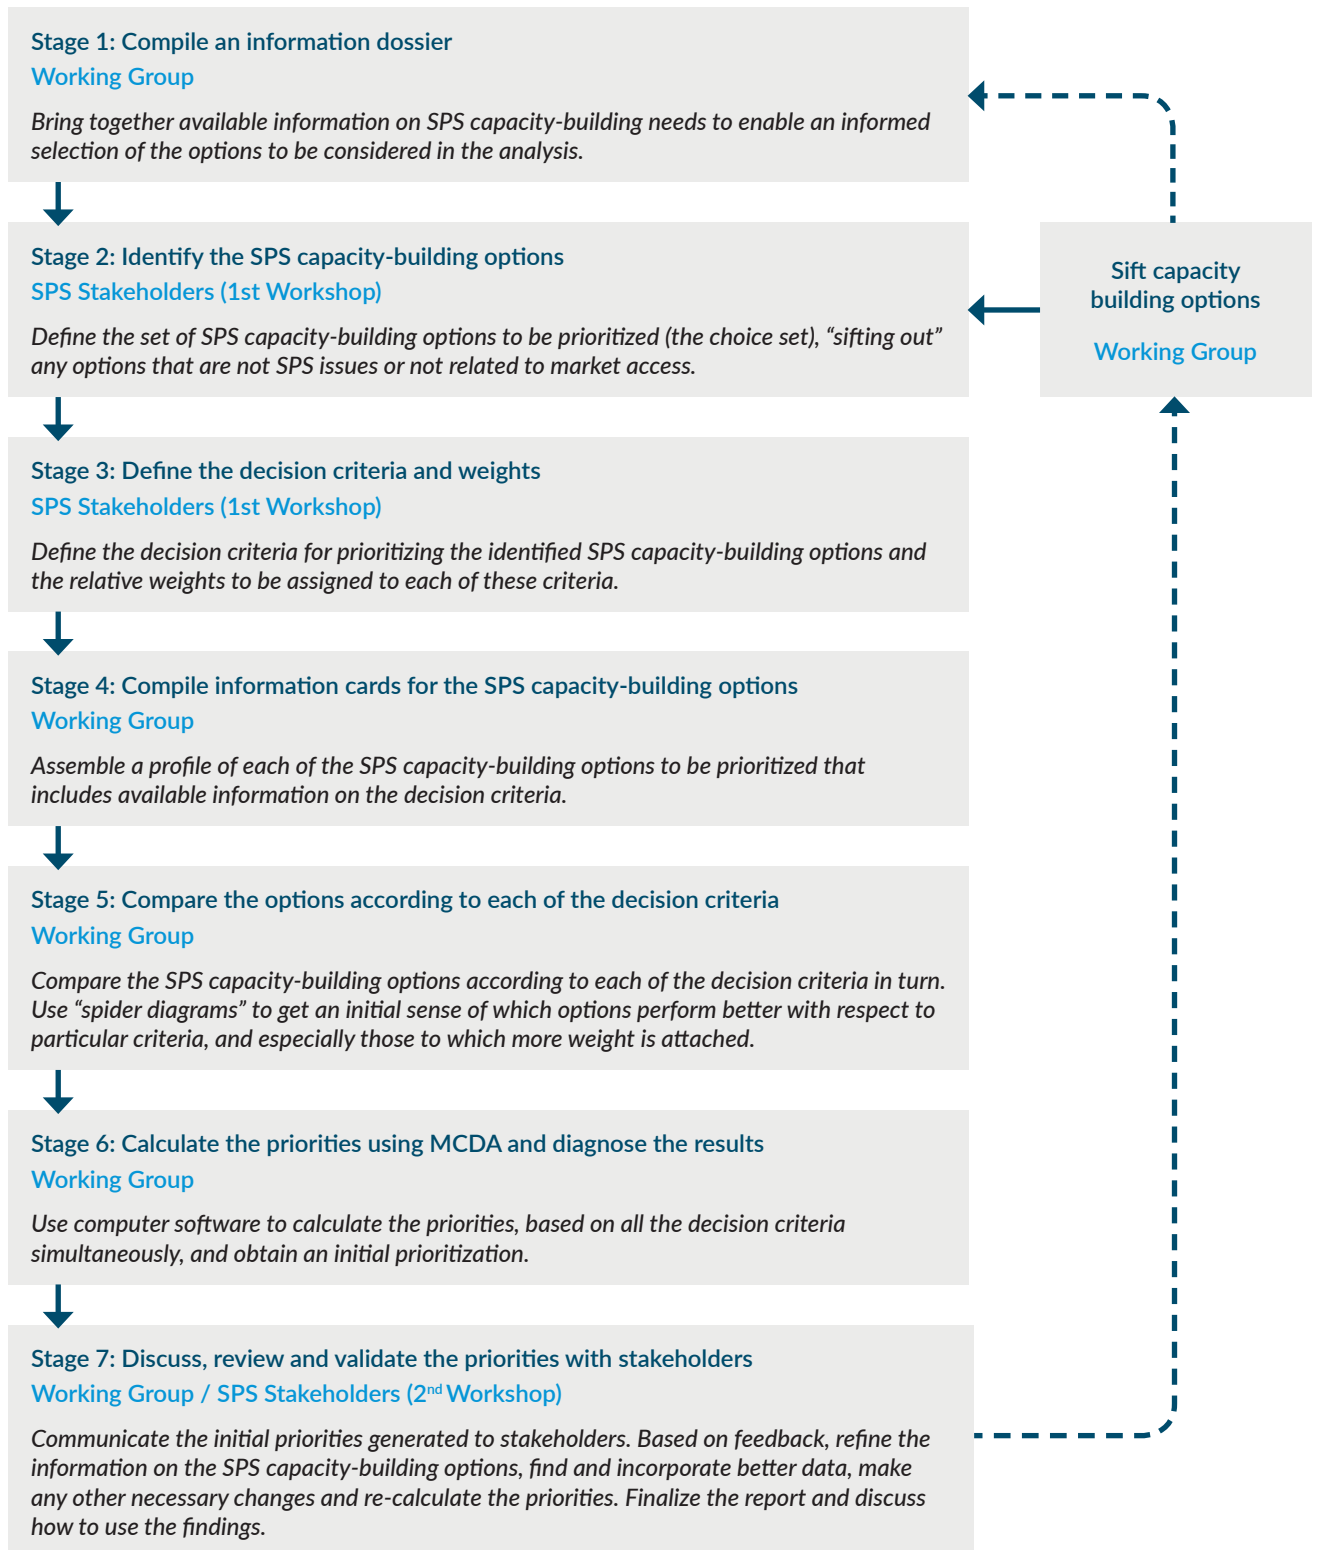 Stage 1: Compile an information dossier
Working Group
Bring together available information on SPS capacity-building needs to enable an informed
selection of the options to be considered in the analysis.
Stage 2: Identify the SPS capacity-building options
SPS Stakeholders (1st Workshop)
Define the set of SPS capacity-building options to be prioritized (the choice set), “sifting out”
any options that are not SPS issues or not related to market access.
Sift capacity
building options
Working Group
Stage 3: Define the decision criteria and weights
SPS Stakeholders (1st Workshop)
Define the decision criteria for prioritizing the identified SPS capacity-building options and
the relative weights to be assigned to each of these criteria.
Stage 4: Compile information cards for the SPS capacity-building options
Working Group
Assemble a profile of each of the SPS capacity-building options to be prioritized that
includes available information on the decision criteria.
Stage 5: Compare the options according to each of the decision criteria
Working Group
Compare the SPS capacity-building options according to each of the decision criteria in turn.
Use “spider diagrams” to get an initial sense of which options perform better with respect to
particular criteria, and especially those to which more weight is attached.
Stage 6: Calculate the priorities using MCDA and diagnose the results
Working Group
Use computer software to calculate the priorities, based on all the decision criteria
simultaneously, and obtain an initial prioritization.
Stage 7: Discuss, review and validate the priorities with stakeholders
Working Group / SPS Stakeholders (2nd Workshop)
Communicate the initial priorities generated to stakeholders. Based on feedback, refine the
information on the SPS capacity-building options, find and incorporate better data, make
any other necessary changes and re-calculate the priorities. Finalize the report and discuss
how to use the findings.